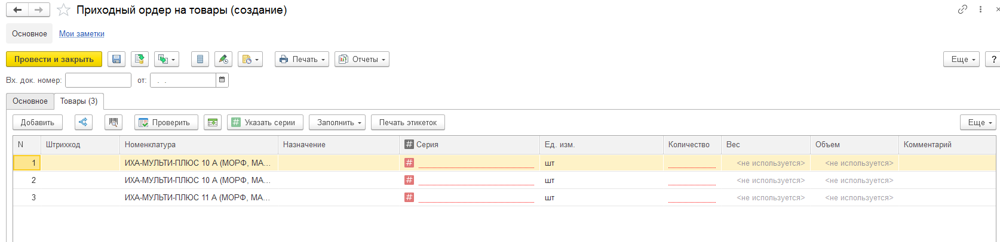 Приходный ордер на товары (создание)
Основное Мои заметки
Провести и закрыть Печать Отчеты Еще ?
Вх. док. номер: от: . .
Основное Товары (3)
Добавить Проверить # Указать серии Заполнить Печать этикеток Еще
N Штрихкод Номенклатура Назначение # Серия Ед. изм. Количество Вес Объем Комментарий
1 ИХА-МУЛЬТИ-ПЛЮС 10 А (МОРФ, МА... # шт <не используется> <не используется>
2 ИХА-МУЛЬТИ-ПЛЮС 10 А (МОРФ, МА... # шт <не используется> <не используется>
3 ИХА-МУЛЬТИ-ПЛЮС 11 А (МОРФ, МА... # шт <не используется> <не используется>